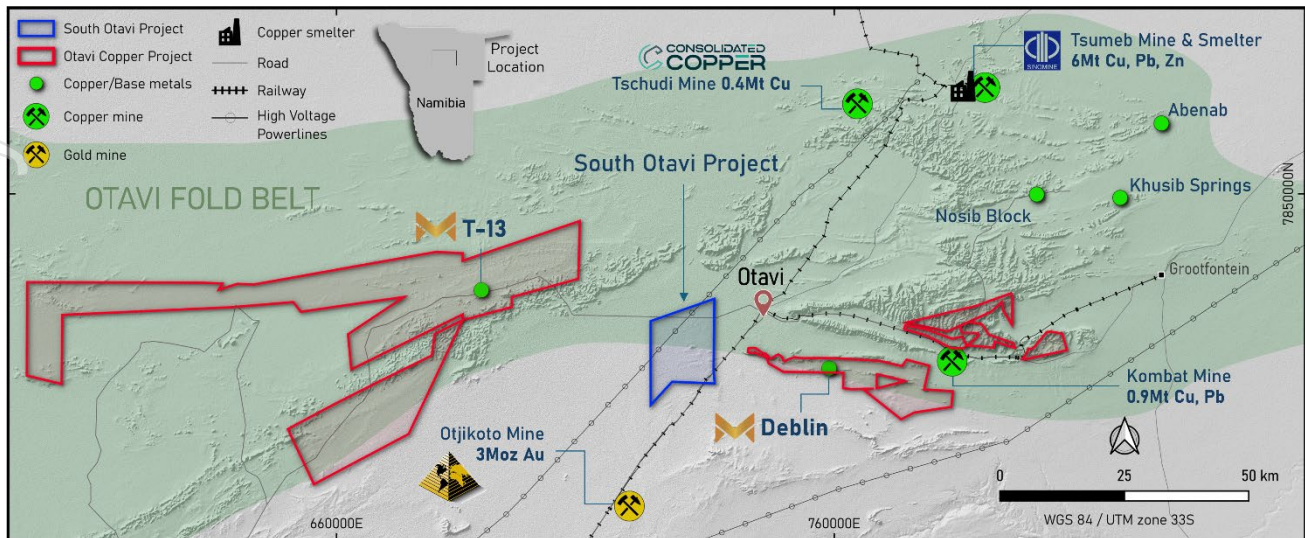 South Otavi Project
Otavi Copper Project
Copper/Base metals
Copper mine
Gold mine
Copper smelter
Road
Railway
High Voltage
Powerlines
Project
Location
Namibia
CONSOLIDATED
COPPER
Tschudi Mine 0.4Mt Cu
SINOMINE
Tsumeb Mine & Smelter
6Mt Cu, Pb, Zn
Abenab
South Otavi Project
OTAVI FOLD BELT
Khusib Springs
Nosib Block
7850000N
T-13
Otavi
Grootfontein
Kombat Mine
0.9Mt Cu, Pb
Deblin
Otjikoto Mine
3Moz Au
0 25 50 km
660000E
760000E
WGS 84 / UTM zone 33S